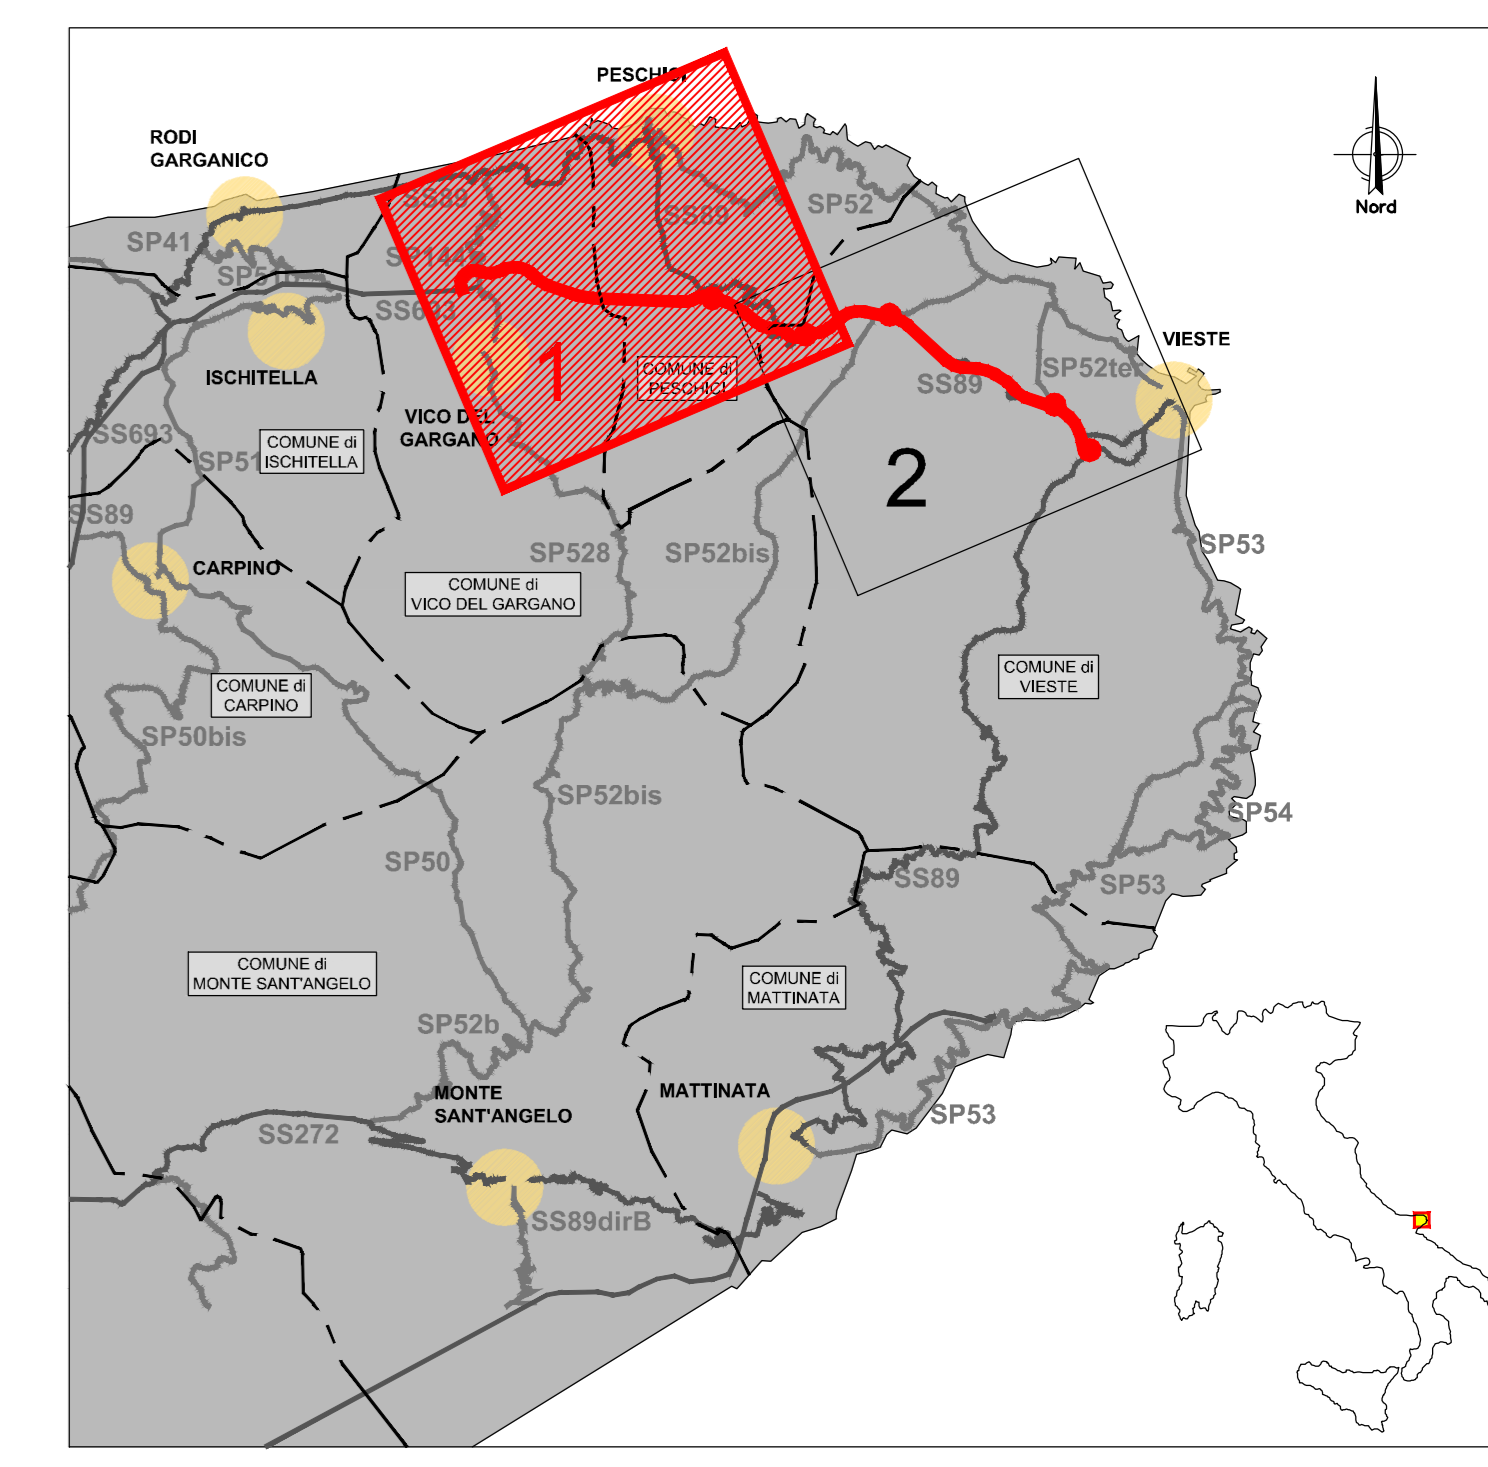 PESCHICI
RODI
GARGANICO
Nord
SS89
SP52
SS89
SP41
SP144
SS693
VIESTE
SP52ter
SS89
ISCHITELLA
1
COMUNE di
PESCHICI
VICO DEL
GARGANO
SS693
COMUNE di
ISCHITELLA
SP51
2
SS89
SP528
SP52bis
SP53
CARPINO
COMUNE di
VICO DEL GARGANO
COMUNE di
CARPINO
COMUNE di
VIESTE
SP50bis
SP52bis
SP54
SP50
SS89
SP53
COMUNE di
MONTE SANT'ANGELO
COMUNE di
MATTINATA
SP52b
MONTE
SANT'ANGELO
MATTINATA
SP53
SS272
SS89dirB